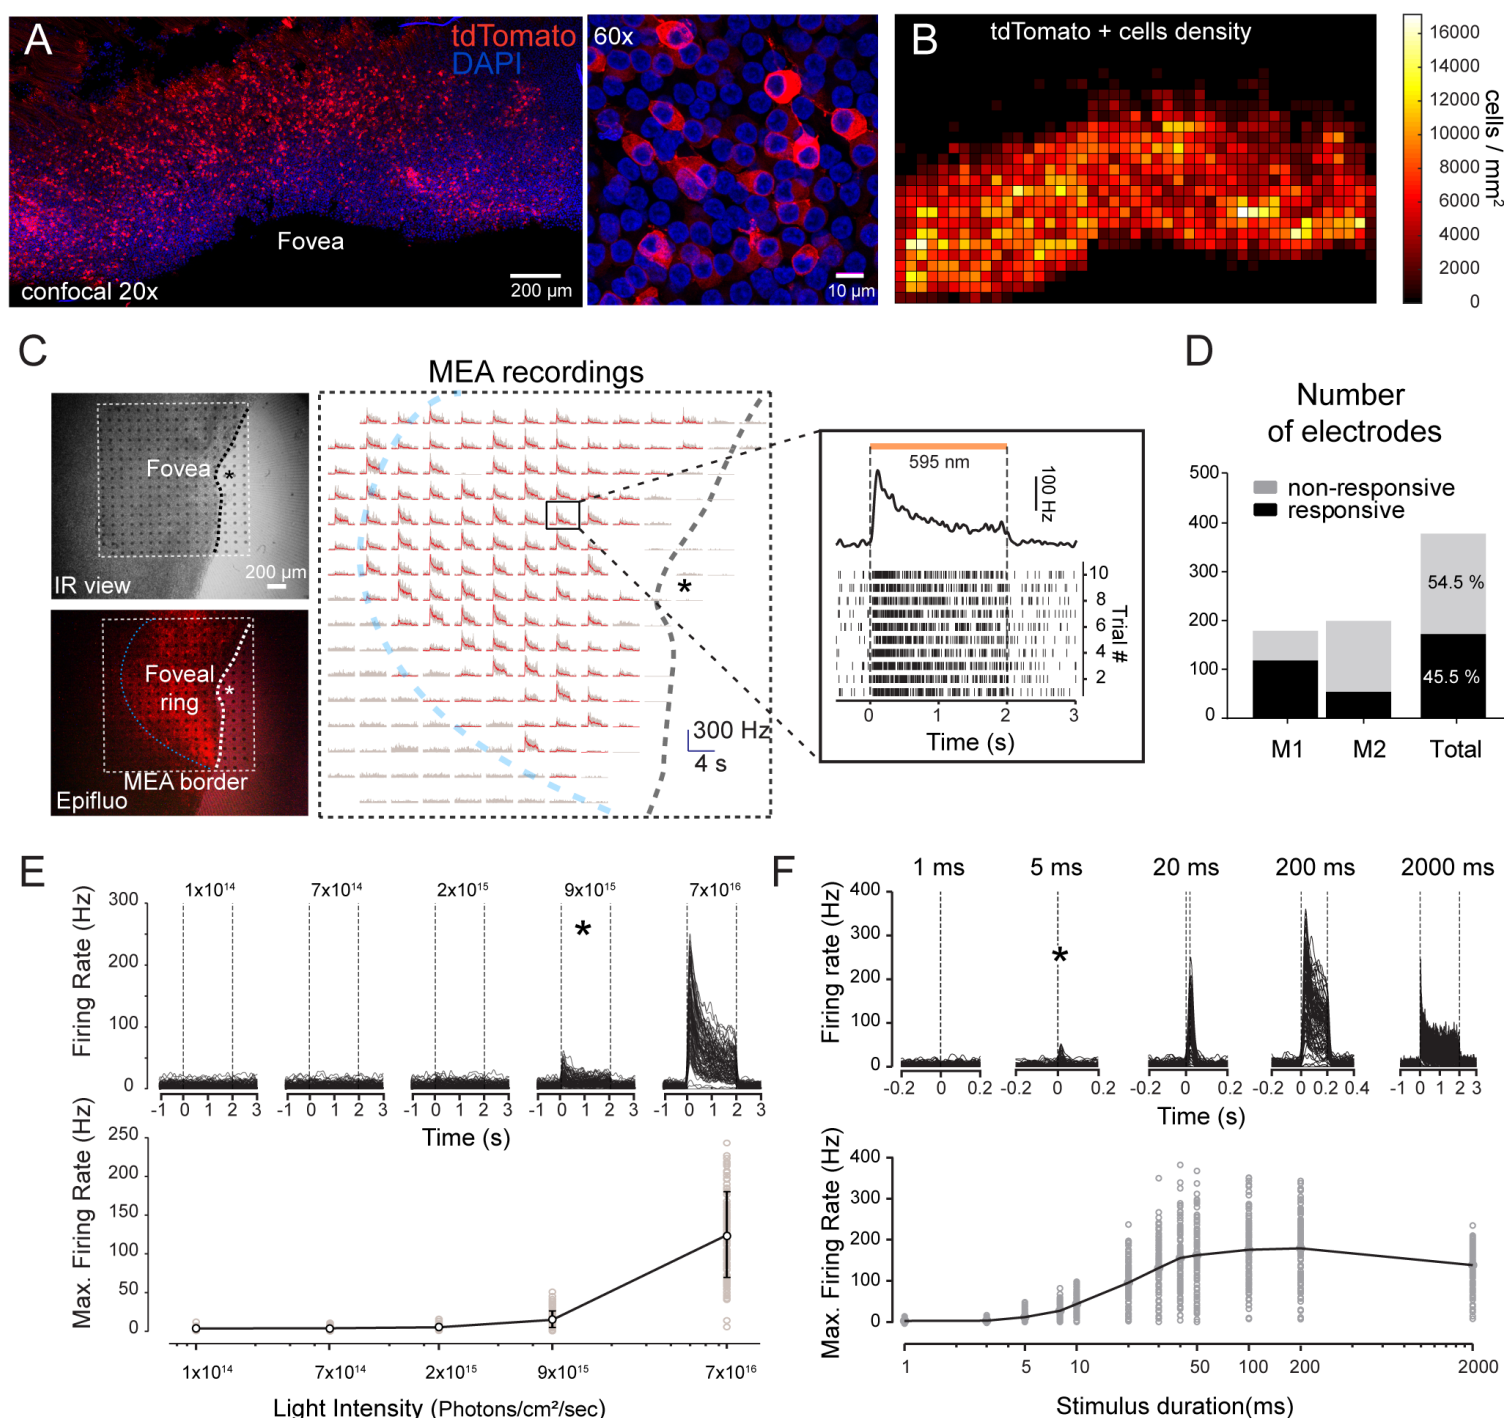 A
tdTomato
DAPI
Fovea
confocal 20x
200 µm
60x
10 µm
B
tdTomato + cells density
16000
14000
12000
10000
8000
6000
4000
2000
0
cells / mm²
C
MEA recordings
Fovea
*
200 µm
IR view
Foveal
ring
*
MEA border
Epifluo
*
300 Hz
4 s
595 nm
100 Hz
10
8
6
4
2
Trial #
0 1 2 3
Time (s)
D
Number
of electrodes
500
400
300
200
100
0
non-responsive
responsive
54.5 %
45.5 %
M1 M2 Total
E
Firing Rate (Hz)
300
200
100
0
1x10¹⁴ 7x10¹⁴ 2x10¹⁵ 9x10¹⁵ 7x10¹⁶
*
-1 0 1 2 3 -1 0 1 2 3 -1 0 1 2 3 -1 0 1 2 3 -1 0 1 2 3
Time (s)
Max. Firing Rate (Hz)
250
200
150
100
50
0
1x10¹⁴ 7x10¹⁴ 2x10¹⁵ 9x10¹⁵ 7x10¹⁶
Light Intensity (Photons/cm²/sec)
F
1 ms 5 ms 20 ms 200 ms 2000 ms
Firing rate (Hz)
400
300
200
100
0
*
-0.2 0 0.2 -0.2 0 0.2 -0.2 0 0.2 -0.2 0 0.2 0.4 -1 0 1 2 3
Time (s)
Max. Firing Rate (Hz)
400
300
200
100
0
1 5 10 50 100 200 2000
Stimulus duration(ms)